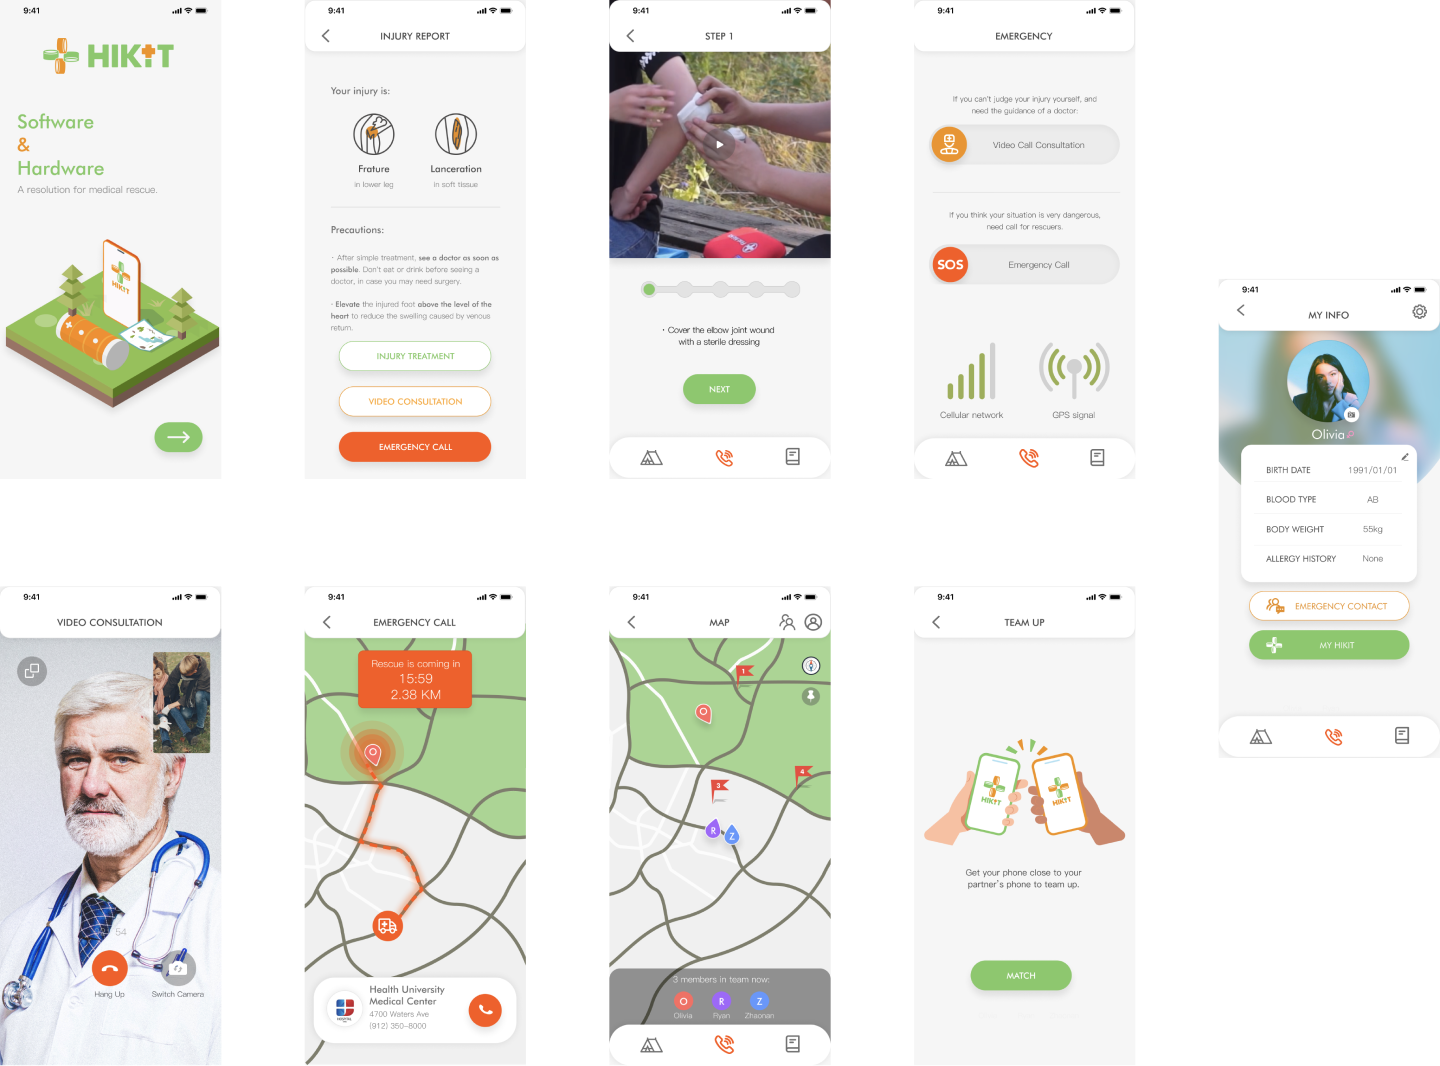 9:41
HIKIT
Software
&
Hardware
A resolution for medical rescue.
HIKIT
9:41
INJURY REPORT
Your injury is:
Frature
in lower leg
Lanceration
in soft tissue
Precautions:
· After simple treatment, see a doctor as soon as
possible. Don't eat or drink before seeing a
doctor, in case you may need surgery.
· Elevate the injured foot above the level of the
heart to reduce the swelling caused by venous
return.
INJURY TREATMENT
VIDEO CONSULTATION
EMERGENCY CALL
9:41
STEP 1
· Cover the elbow joint wound
with a sterile dressing
NEXT
9:41
EMERGENCY
If you can't judge your injury yourself, and
need the guidance of a doctor:
Video Call Consultation
If you think your situation is very dangerous,
need call for rescuers.
SOS
Emergency Call
Cellular network
GPS signal
9:41
MY INFO
Olivia
BIRTH DATE
1991/01/01
BLOOD TYPE
AB
BODY WEIGHT
55kg
ALLERGY HISTORY
None
EMERGENCY CONTACT
MY HIKIT
9:41
VIDEO CONSULTATION
54
Hang Up
Switch Camera
9:41
EMERGENCY CALL
Rescue is coming in
15:59
2.38 KM
Health University
Medical Center
4700 Waters Ave
(912) 350-8000
HOSPITAL
9:41
MAP
1
O
4
3
R
Z
3 members in team now:
O
R
Z
Olivia
Ryan
Zhaonan
9:41
TEAM UP
HIKIT
HIKIT
Get your phone close to your
partner's phone to team up.
MATCH